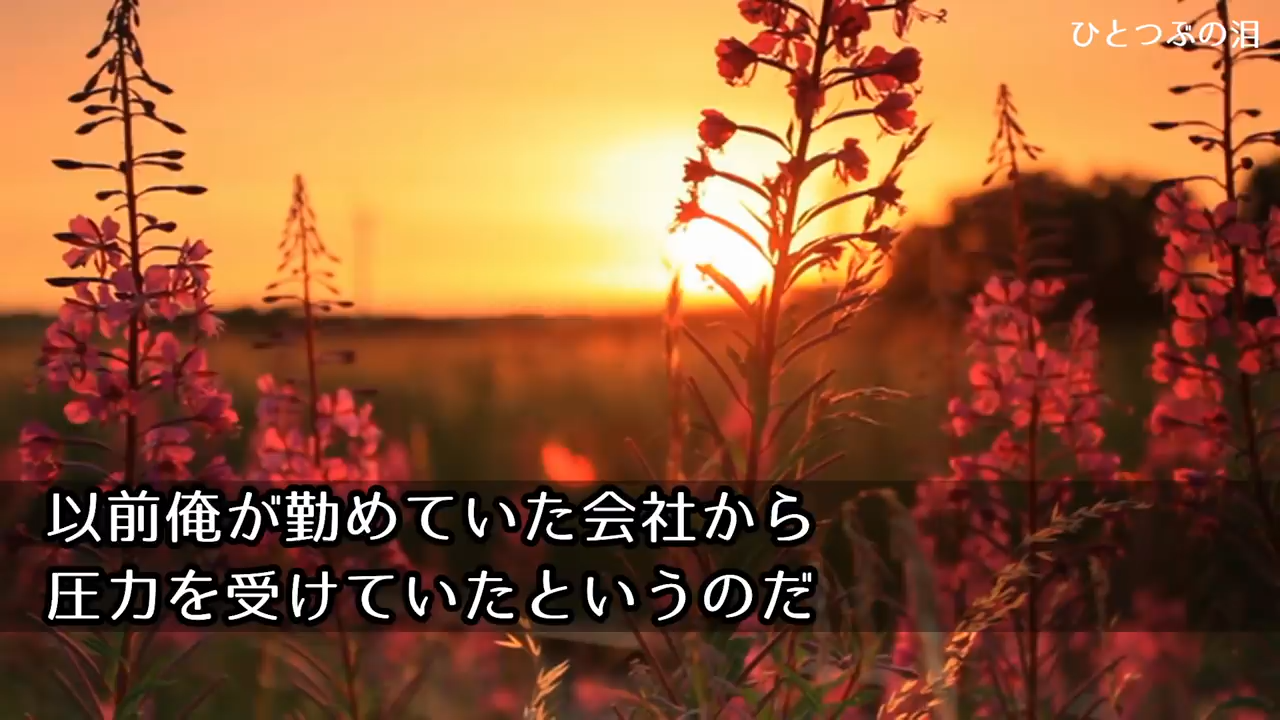 ひとつぶの泪
以前俺が勤めていた会社から
圧力を受けていたというのだ